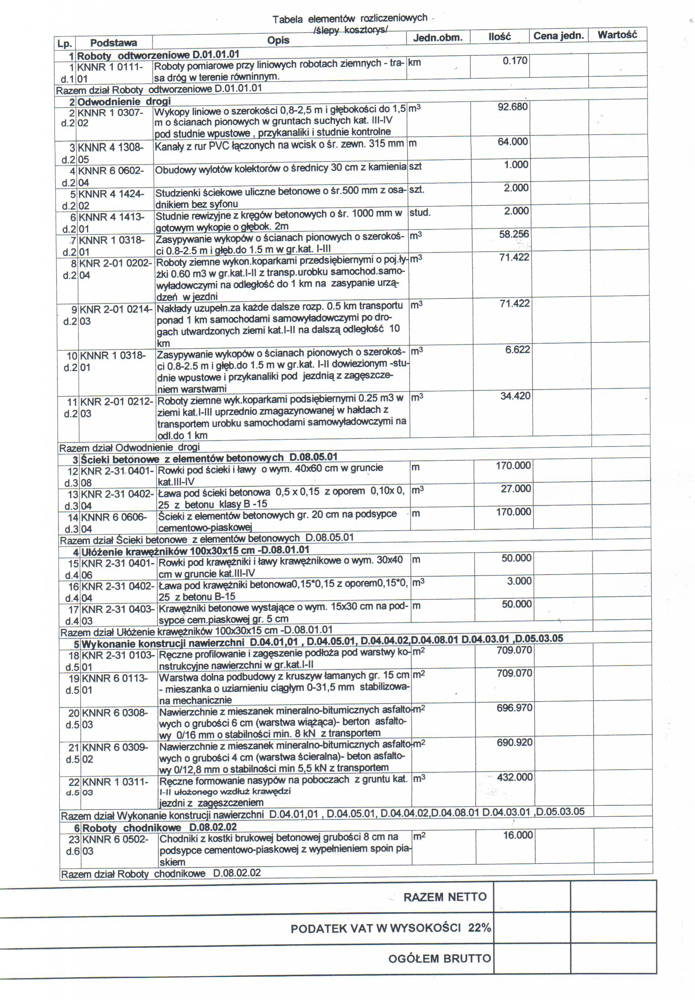 Tabela elementów rozliczeniowych
/ślepy kosztorys/
Lp. Podstawa Opis Jedn.obm. Ilość Cena jedn. Wartość
1 Roboty odtworzeniowe D.01.01.01
1 KNNR 1 0111- Roboty pomiarowe przy liniowych robotach ziemnych - tra- km 0.170
d.1 01 sa dróg w terenie równinnym.
Razem dział Roboty odtworzeniowe D.01.01.01
2 Odwodnienie drogi
2 KNNR 1 0307- Wykopy liniowe o szerokości 0,8-2,5 m i głębokości do 1,5 m³ 92.680
d.2 02 m o ścianach pionowych w gruntach suchych kat. III-IV
pod studnie wpustowe , przykanaliki i studnie kontrolne
3 KNNR 4 1308- Kanały z rur PVC łączonych na wcisk o śr. zewn. 315 mm m 64.000
d.2 05
4 KNNR 6 0602- Obudowy wylotów kolektorów o średnicy 30 cm z kamienia szt 1.000
d.2 04
5 KNNR 4 1424- Studzienki ściekowe uliczne betonowe o śr.500 mm z osa- szt. 2.000
d.2 02 dnikiem bez syfonu
6 KNNR 4 1413- Studnie rewizyjne z kręgów betonowych o śr. 1000 mm w stud. 2.000
d.2 01 gotowym wykopie o głębok. 2m
7 KNNR 1 0318- Zasypywanie wykopów o ścianach pionowych o szerokoś- m³ 58.256
d.2 01 ci 0.8-2.5 m i głęb.do 1.5 m w gr.kat. I-III
8 KNR 2-01 0202- Roboty ziemne wykon.koparkami przedsiębiernymi o poj.ły- m³ 71.422
d.2 04 żki 0.60 m3 w gr.kat.I-II z transp.urobku samochod.samo-
wyładowczymi na odległość do 1 km na zasypanie urzą-
dzeń w jezdni
9 KNR 2-01 0214- Nakłady uzupełn.za każde dalsze rozp. 0.5 km transportu m³ 71.422
d.2 03 ponad 1 km samochodami samowyładowczymi po dro-
gach utwardzonych ziemi kat.I-II na dalszą odległość 10
km
10 KNNR 1 0318- Zasypywanie wykopów o ścianach pionowych o szerokoś- m³ 6.622
d.2 01 ci 0.8-2.5 m i głęb.do 1.5 m w gr.kat. I-II dowiezionym -stu-
dnie wpustowe i przykanaliki pod jezdnią z zagęszcze-
niem warstwami
11 KNR 2-01 0212- Roboty ziemne wyk.koparkami podsiębiernymi 0.25 m3 w m³ 34.420
d.2 03 ziemi kat.I-III uprzednio zmagazynowanej w hałdach z
transportem urobku samochodami samowyładowczymi na
odl.do 1 km
Razem dział Odwodnienie drogi
3 Ścieki betonowe z elementów betonowych D.08.05.01
12 KNR 2-31 0401- Rowki pod ścieki i ławy o wym. 40x60 cm w gruncie m 170.000
d.3 08 kat.III-IV
13 KNR 2-31 0402- Ława pod ścieki betonowa 0,5 x 0,15 z oporem 0,10x 0, m³ 27.000
d.3 04 25 z betonu klasy B -15
14 KNNR 6 0606- Ścieki z elementów betonowych gr. 20 cm na podsypce m 170.000
d.3 04 cementowo-piaskowej
Razem dział Ścieki betonowe z elementów betonowych D.08.05.01
4 Ułóżenie krawężników 100x30x15 cm -D.08.01.01
15 KNR 2-31 0401- Rowki pod krawężniki i ławy krawężnikowe o wym. 30x40 m 50.000
d.4 06 cm w gruncie kat.III-IV
16 KNR 2-31 0402- Ława pod krawężniki betonowa0,15*0,15 z oporem0,15*0, m³ 3.000
d.4 04 25 z betonu B-15
17 KNR 2-31 0403- Krawężniki betonowe wystające o wym. 15x30 cm na pod- m 50.000
d.4 03 sypce cem.piaskowej gr. 5 cm
Razem dział Ułóżenie krawężników 100x30x15 cm -D.08.01.01
5 Wykonanie konstrucji nawierzchni D.04.01,01 , D.04.05.01, D.04.04.02,D.04.08.01 D.04.03.01 ,D.05.03.05
18 KNR 2-31 0103- Ręczne profilowanie i zagęszenie podłoża pod warstwy ko- m² 709.070
d.5 01 nstrukcyjne nawierzchni w gr.kat.I-II
19 KNNR 6 0113- Warstwa dolna podbudowy z kruszyw łamanych gr. 15 cm m² 709.070
d.5 01 - mieszanka o uziarnieniu ciągłym 0-31,5 mm stabilizowa-
na mechanicznie
20 KNNR 6 0308- Nawierzchnie z mieszanek mineralno-bitumicznych asfalto- m² 696.970
d.5 03 wych o grubości 6 cm (warstwa wiążąca)- berton asfalto-
wy 0/16 mm o stabilności min. 8 kN z transportem
21 KNNR 6 0309- Nawierzchnie z mieszanek mineralno-bitumicznych asfalto- m² 690.920
d.5 02 wych o grubości 4 cm (warstwa ścieralna)- beton asfalto-
wy 0/12,8 mm o stabilności min 5,5 kN z transportem
22 KNNR 1 0311- Ręczne formowanie nasypów na poboczach z gruntu kat. m³ 432.000
d.5 03 I-II ułożonego wzdłuż krawędzi
jezdni z zagęszczeniem
Razem dział Wykonanie konstrucji nawierzchni D.04.01,01 , D.04.05.01, D.04.04.02,D.04.08.01 D.04.03.01 ,D.05.03.05
6 Roboty chodnikowe D.08.02.02
23 KNNR 6 0502- Chodniki z kostki brukowej betonowej grubości 8 cm na m² 16.000
d.6 03 podsypce cementowo-piaskowej z wypełnieniem spoin pia-
skiem
Razem dział Roboty chodnikowe D.08.02.02
RAZEM NETTO
PODATEK VAT W WYSOKOŚCI 22%
OGÓŁEM BRUTTO